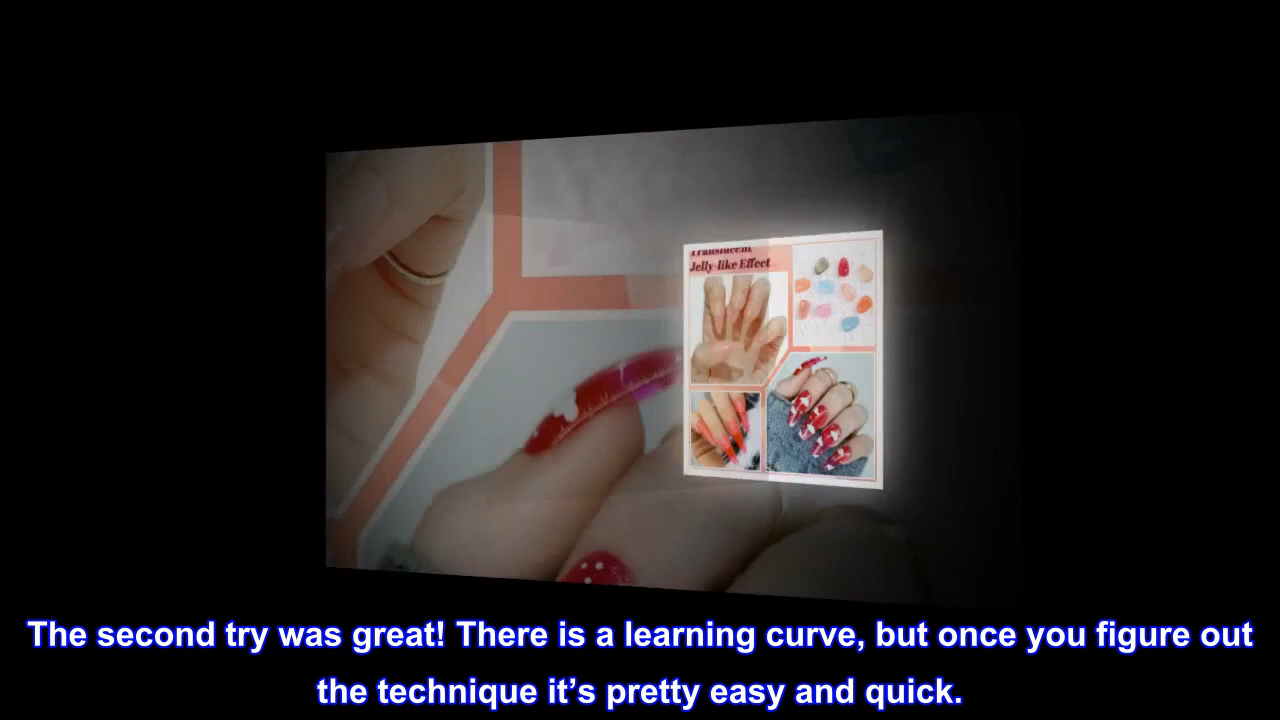 Translucent
Jelly-like Effect
The second try was great! There is a learning curve, but once you figure out
the technique it’s pretty easy and quick.